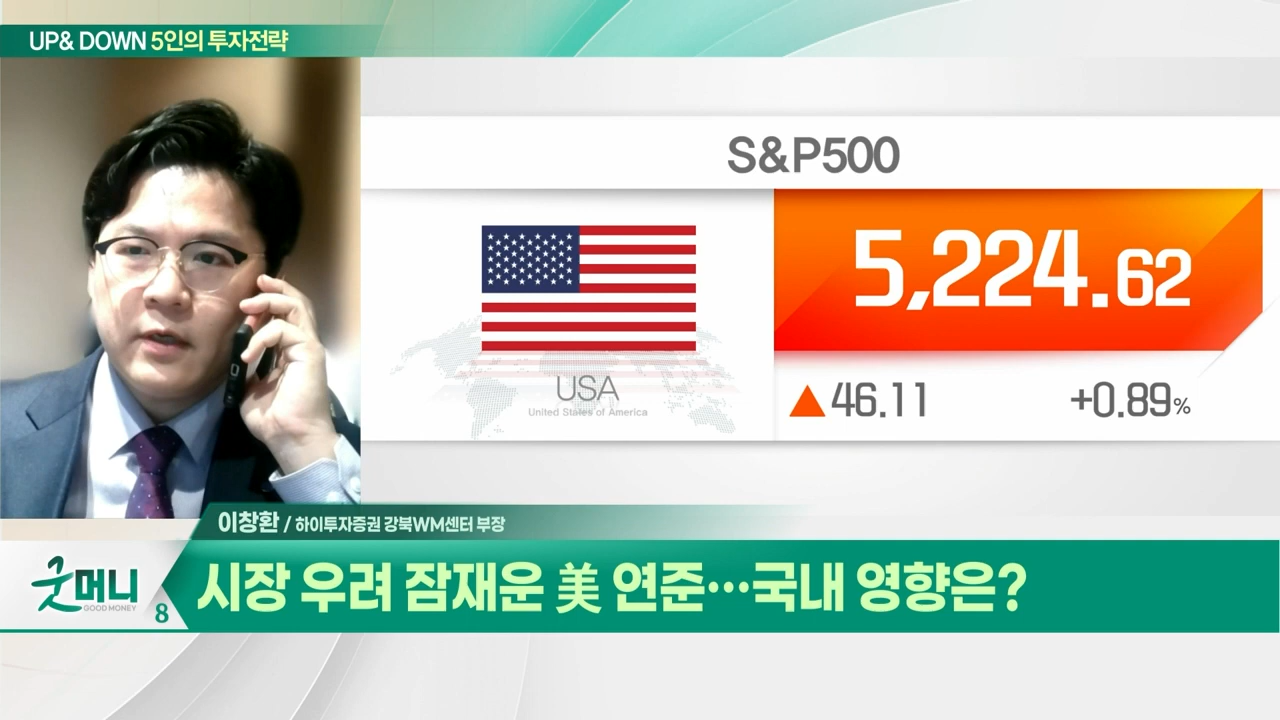 UP& DOWN 5인의 투자전략
S&P500
5,224.62
USA
United States of America
▲46.11 +0.89%
이창환 / 하이투자증권 강북WM센터 부장
굿머니
GOOD MONEY
8
시장 우려 잠재운 美 연준…국내 영향은?